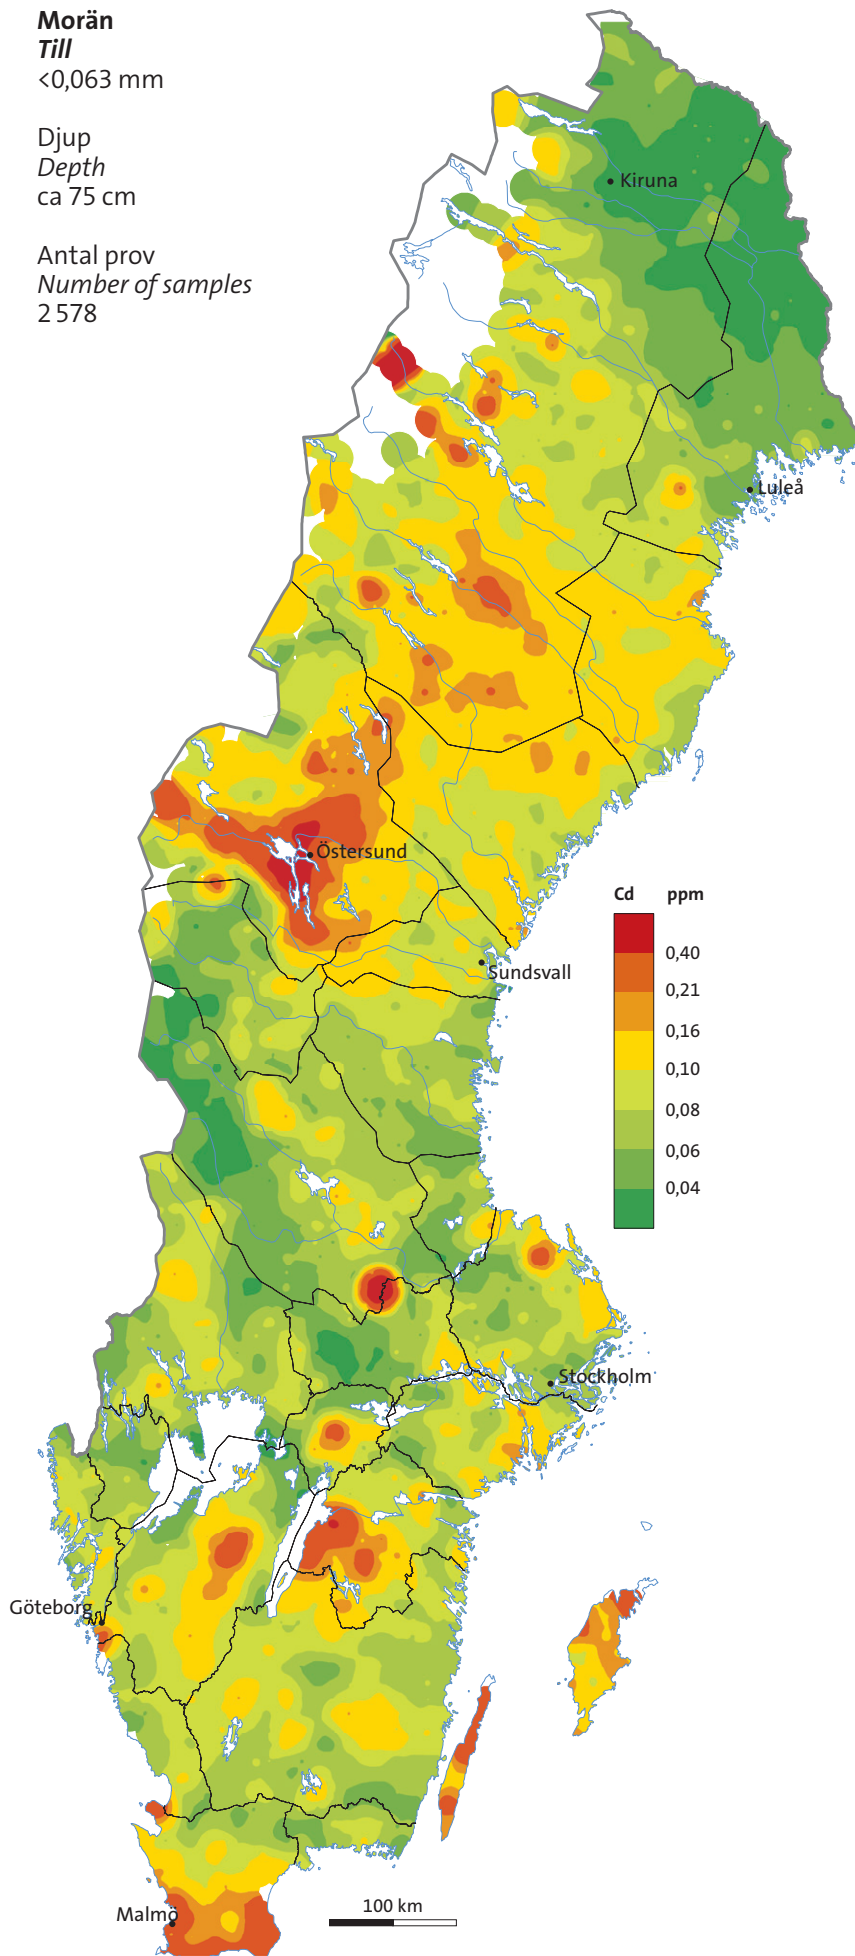 Morän
Till
<0,063 mm
Djup
Depth
ca 75 cm
Antal prov
Number of samples
2 578
Kiruna
Luleå
Östersund
Cd ppm
0,40
0,21
0,16
0,10
0,08
0,06
0,04
Sundsvall
Stockholm
Göteborg
Malmö
100 km